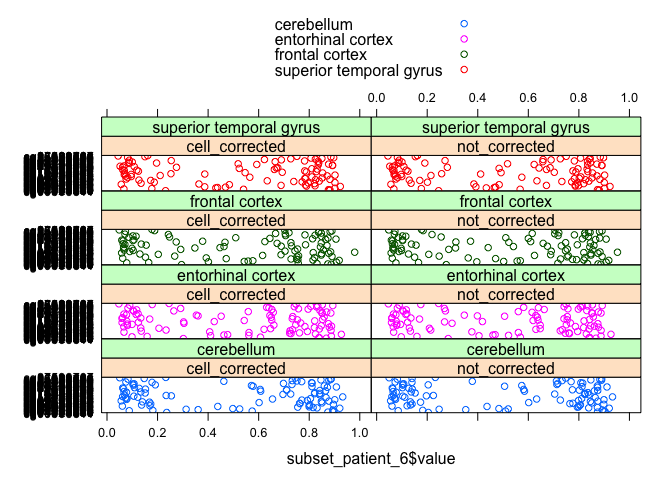 cerebellum
entorhinal cortex
frontal cortex
superior temporal gyrus
0.0 0.2 0.4 0.6 0.8 1.0
superior temporal gyrus superior temporal gyrus
cell_corrected not_corrected
frontal cortex frontal cortex
cell_corrected not_corrected
entorhinal cortex entorhinal cortex
cell_corrected not_corrected
cerebellum cerebellum
cell_corrected not_corrected
0.0 0.2 0.4 0.6 0.8 1.0
subset_patient_6$value